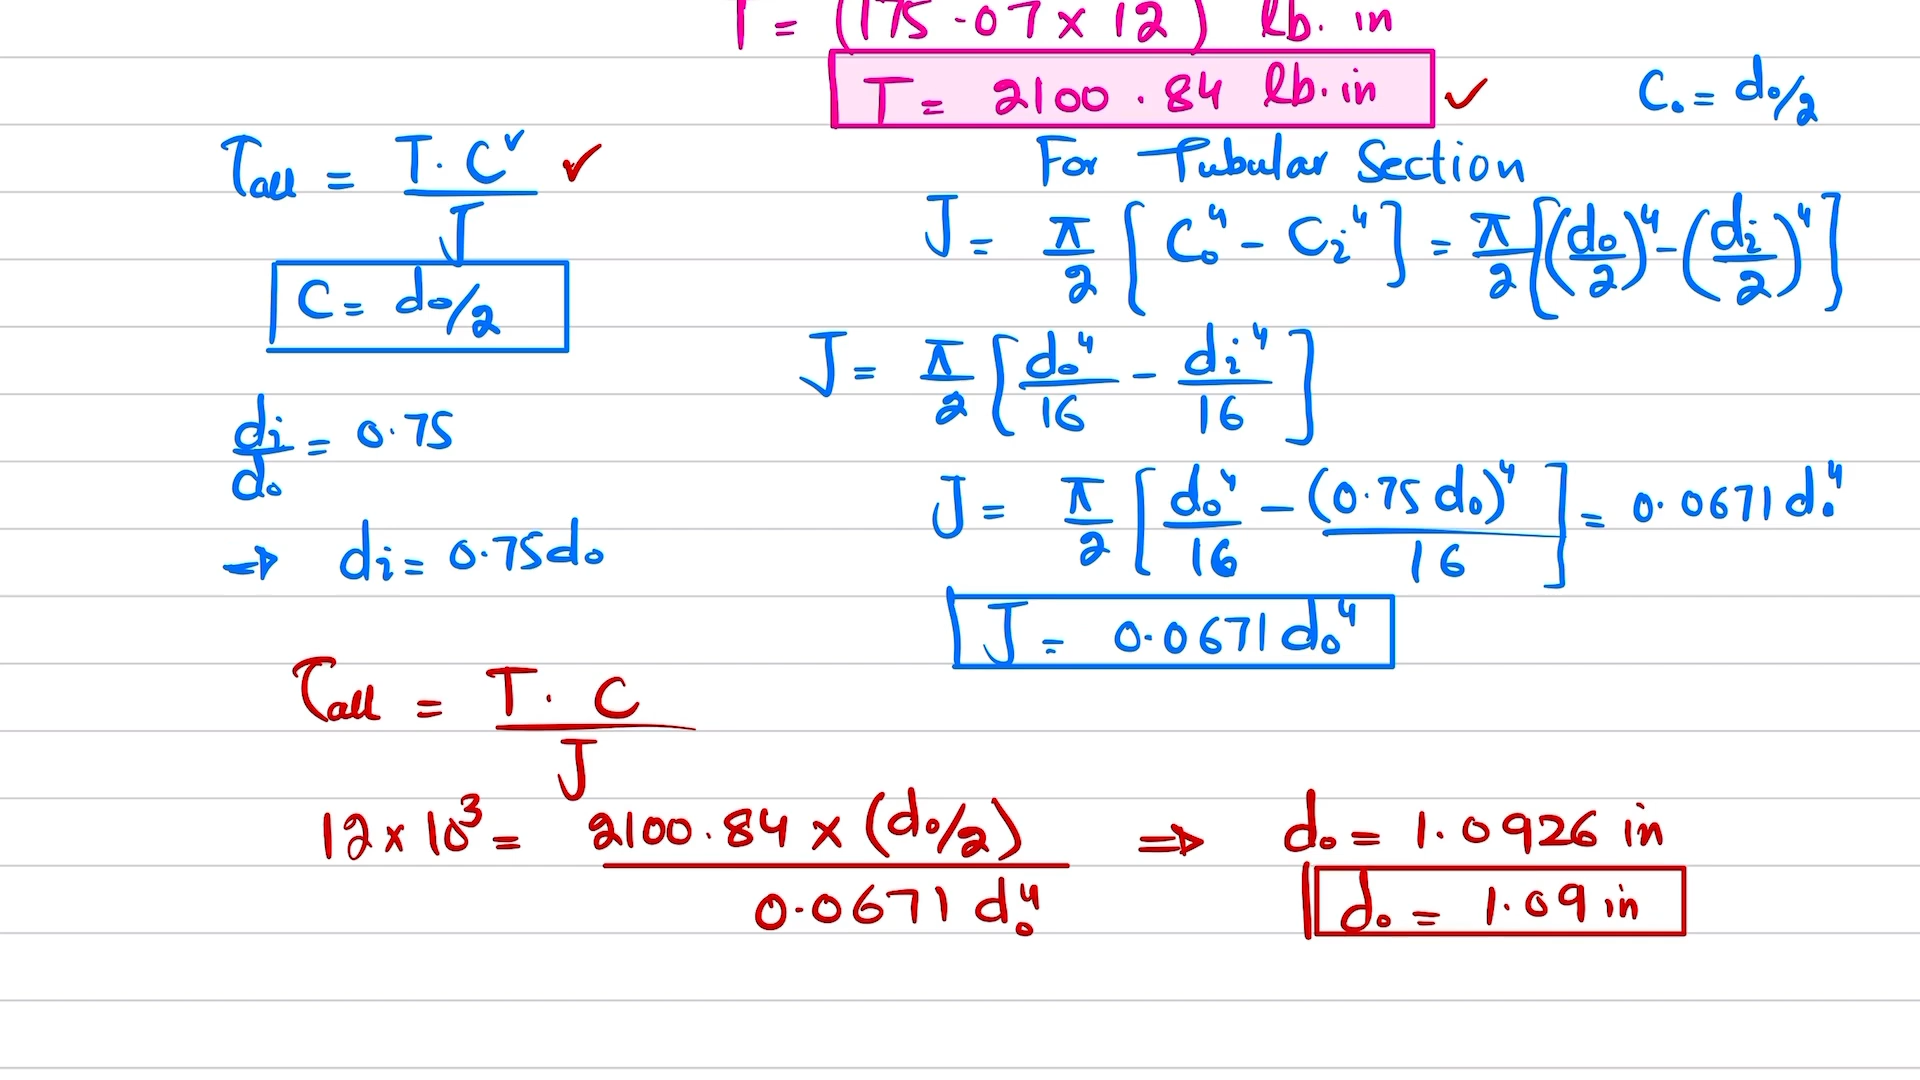 T = (175.07 x 12) lb. in
T = 2100.84 lb.in ✓
C₀ = d₀/2
τall = T. C✓ / J ✓
C = d₀/2
For Tubular Section
J = π/2 [C₀⁴ - Cᵢ⁴] = π/2 [(d₀/2)⁴ - (dᵢ/2)⁴]
J = π/2 [d₀⁴/16 - dᵢ⁴/16]
dᵢ/d₀ = 0.75
⇒ dᵢ = 0.75d₀
J = π/2 [d₀⁴/16 - (0.75 d₀)⁴/16] = 0.0671 d₀⁴
J = 0.0671 d₀⁴
τall = T. C / J
12 x 10³ = 2100.84 x (d₀/2) / 0.0671 d₀⁴ ⇒ d₀ = 1.0926 in
d₀ = 1.09 in